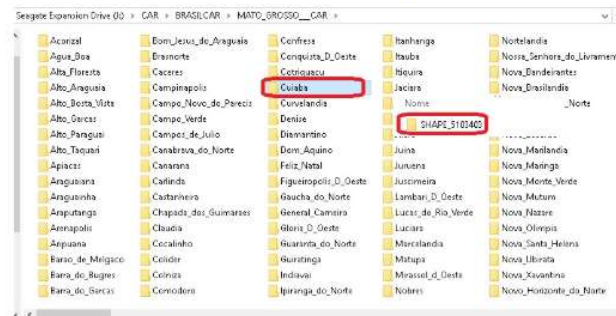 Seagate Expansion Drive (I:) > CAR > BRASILCAR > MATO_GROSSO__CAR >
Acorizal
Agua_Boa
Alta_Floresta
Alto_Araguaia
Alto_Boa_Vista
Alto_Garcas
Alto_Paraguai
Alto_Taquari
Apiacas
Araguaiana
Araguainha
Araputanga
Arenapolis
Aripuana
Barao_de_Melgaco
Barra_do_Bugres
Barra_do_Garcas
Bom_Jesus_do_Araguaia
Brasnorte
Caceres
Campinapolis
Campo_Novo_do_Parecis
Campo_Verde
Campos_de_Julio
Canabrava_do_Norte
Canarana
Carlinda
Castanheira
Chapada_dos_Guimaraes
Claudia
Cocalinho
Colider
Colniza
Comodoro
Confresa
Conquista_D_Oeste
Cotriguacu
Cuiaba
Curvelandia
Denise
Diamantino
Dom_Aquino
Feliz_Natal
Figueiropolis_D_Oeste
Gaucha_do_Norte
General_Carneiro
Gloria_D_Oeste
Guaranta_do_Norte
Guiratinga
Indiavai
Ipiranga_do_Norte
Itanhanga
Itauba
Itiquira
Jaciara
Nome
SHAPE_5103403
Juina
Juruena
Juscimeira
Lambari_D_Oeste
Lucas_do_Rio_Verde
Luciara
Marcelandia
Matupa
Mirassol_d_Oeste
Nobres
Nortelandia
Nossa_Senhora_do_Livramen
Nova_Bandeirantes
Nova_Brasilandia
_Norte
Nova_Marilandia
Nova_Maringa
Nova_Monte_Verde
Nova_Mutum
Nova_Nazare
Nova_Olimpia
Nova_Santa_Helena
Nova_Ubirata
Nova_Xavantina
Novo_Horizonte_do_Norte